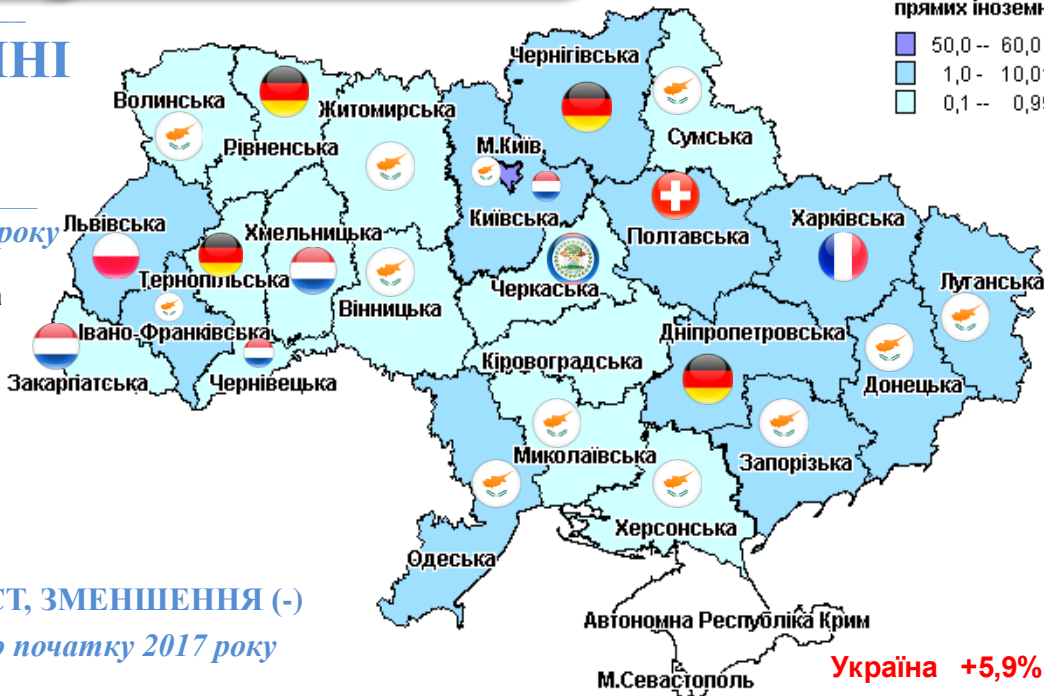 прямих іноземн
ІНІ
50,0 -- 60,0
1,0 - 10,0
0,1 -- 0,99
Чернігівська
Волинська
Житомирська
Сумська
Рівненська
М.Київ
Львівська
року
Хмельницька
Київська
Полтавська
Харківська
Тернопільська
Вінницька
Черкаська
Луганська
Івано-Франківська
Дніпропетровська
Кіровоградська
Закарпатська
Чернівецька
Донецька
Миколаївська
Запорізька
Херсонська
Одеська
СТ, ЗМЕНШЕННЯ (-)
о початку 2017 року
Автономна Республіка Крим
М.Севастополь
Україна +5,9%